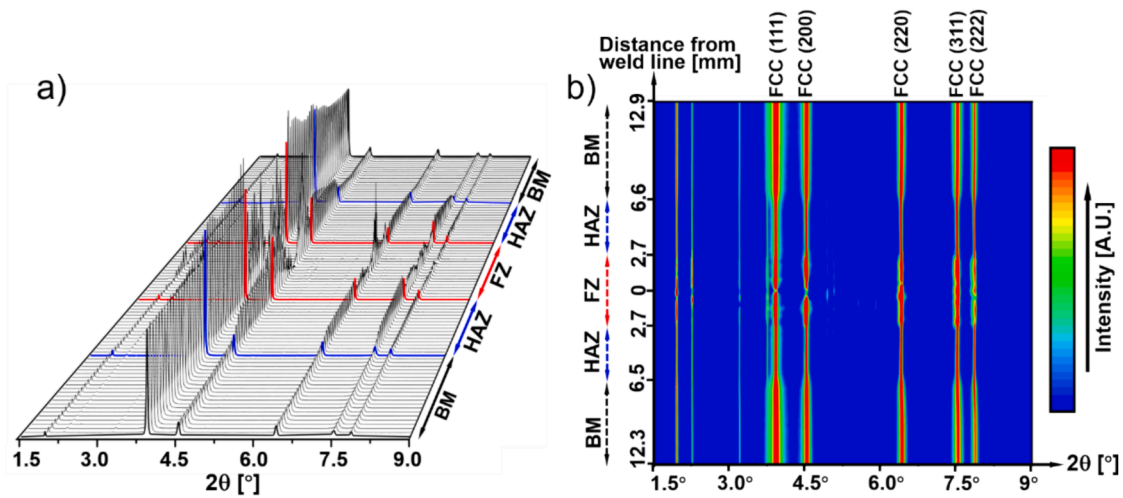 a)
BM
HAZ
FZ
HAZ
BM
1.5
3.0
4.5
6.0
7.5
9.0
2θ [°]
b)
Distance from
weld line [mm]
FCC (111)
FCC (200)
FCC (220)
FCC (311)
FCC (222)
12.9
6.6
2.7
0
2.7
6.5
12.3
BM
HAZ
FZ
HAZ
BM
1.5°
3.0°
4.5°
6.0°
7.5°
9°
2θ [°]
Intensity [A.U.]